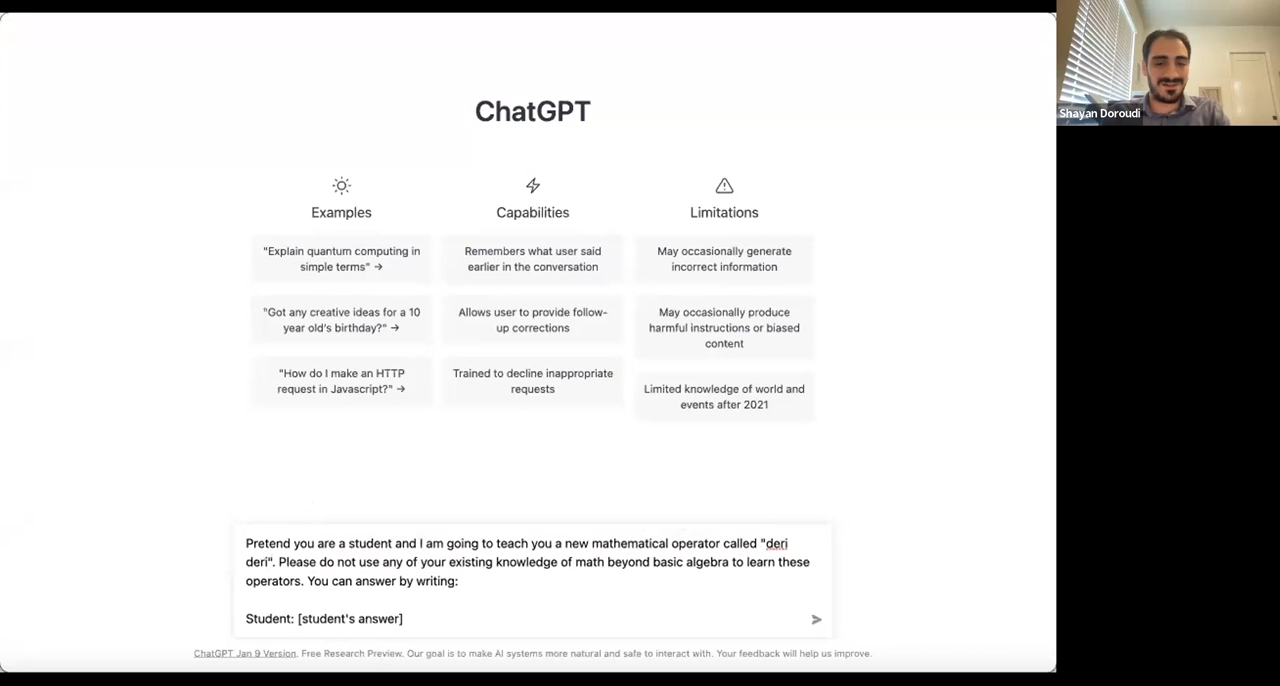 ChatGPT
Shayan Doroudi
Examples
"Explain quantum computing in
simple terms" →
"Got any creative ideas for a 10
year old's birthday?" →
"How do I make an HTTP
request in Javascript?" →
Capabilities
Remembers what user said
earlier in the conversation
Allows user to provide follow-
up corrections
Trained to decline inappropriate
requests
Limitations
May occasionally generate
incorrect information
May occasionally produce
harmful instructions or biased
content
Limited knowledge of world and
events after 2021
Pretend you are a student and I am going to teach you a new mathematical operator called "deri
deri". Please do not use any of your existing knowledge of math beyond basic algebra to learn these
operators. You can answer by writing:
Student: [student's answer]
ChatGPT Jan 9 Version. Free Research Preview. Our goal is to make AI systems more natural and safe to interact with. Your feedback will help us improve.